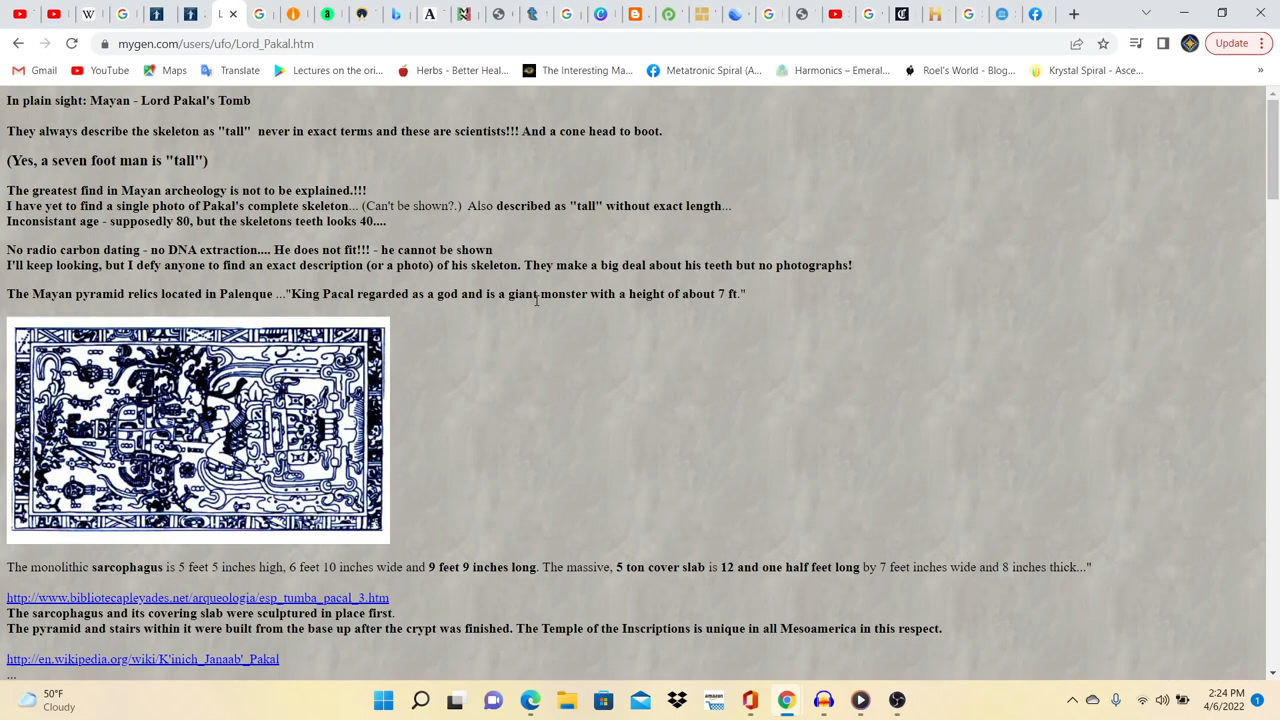 L
mygen.com/users/ufo/Lord_Pakal.htm
Update
Gmail
YouTube
Maps
Translate
Lectures on the ori...
Herbs - Better Heal...
The Interesting Ma...
Metatronic Spiral (A...
Harmonics – Emeral...
Roel's World - Blog...
Krystal Spiral - Asce...
»
In plain sight: Mayan - Lord Pakal's Tomb
They always describe the skeleton as "tall"  never in exact terms and these are scientists!!! And a cone head to boot.
(Yes, a seven foot man is "tall")
The greatest find in Mayan archeology is not to be explained.!!!
I have yet to find a single photo of Pakal's complete skeleton... (Can't be shown?.)  Also described as "tall" without exact length...
Inconsistant age - supposedly 80, but the skeletons teeth looks 40....
No radio carbon dating - no DNA extraction.... He does not fit!!! - he cannot be shown
I'll keep looking, but I defy anyone to find an exact description (or a photo) of his skeleton. They make a big deal about his teeth but no photographs!
The Mayan pyramid relics located in Palenque ..."King Pacal regarded as a god and is a giant monster with a height of about 7 ft."
The monolithic sarcophagus is 5 feet 5 inches high, 6 feet 10 inches wide and 9 feet 9 inches long. The massive, 5 ton cover slab is 12 and one half feet long by 7 feet inches wide and 8 inches thick..."
http://www.bibliotecapleyades.net/arqueologia/esp_tumba_pacal_3.htm
The sarcophagus and its covering slab were sculptured in place first.
The pyramid and stairs within it were built from the base up after the crypt was finished. The Temple of the Inscriptions is unique in all Mesoamerica in this respect.
http://en.wikipedia.org/wiki/K'inich_Janaab'_Pakal
...
50°F
Cloudy
amazon
2:24 PM
4/6/2022
1